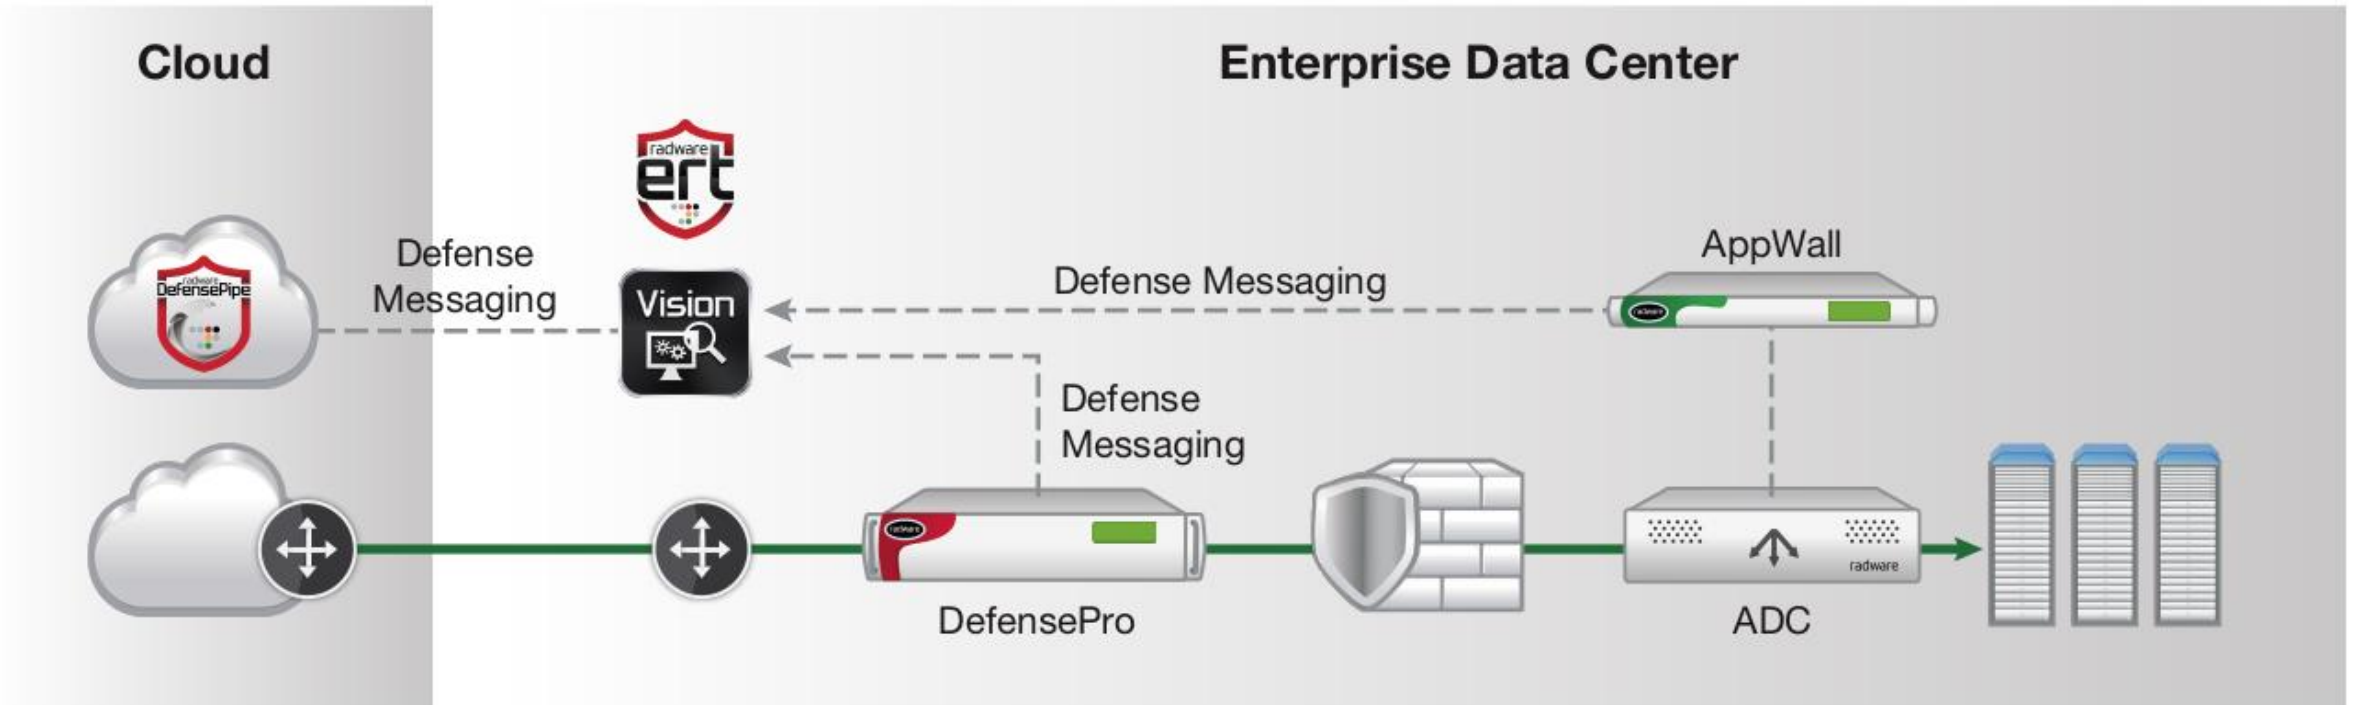 Cloud
Enterprise Data Center
radware
ert
Defense
Messaging
radware
DefensePipe
Vision
Defense Messaging
AppWall
radware
Defense
Messaging
radware
DefensePro
radware
ADC